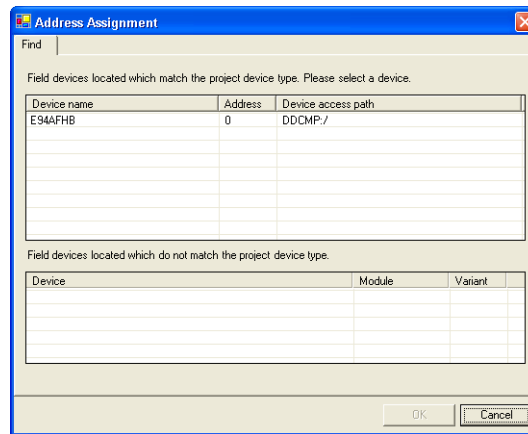 Address Assignment
Find
Field devices located which match the project device type. Please select a device.
Device name Address Device access path
E94AFHB 0 DDCMP:/
Field devices located which do not match the project device type.
Device Module Variant
OK Cancel